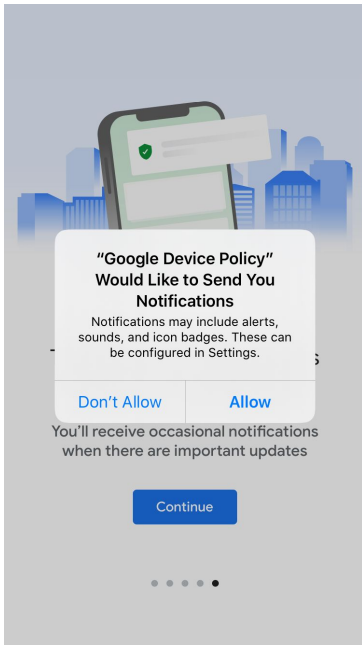 “Google Device Policy”
Would Like to Send You
Notifications
Notifications may include alerts,
sounds, and icon badges. These can
be configured in Settings.
Don’t Allow
Allow
You’ll receive occasional notifications
when there are important updates
Continue